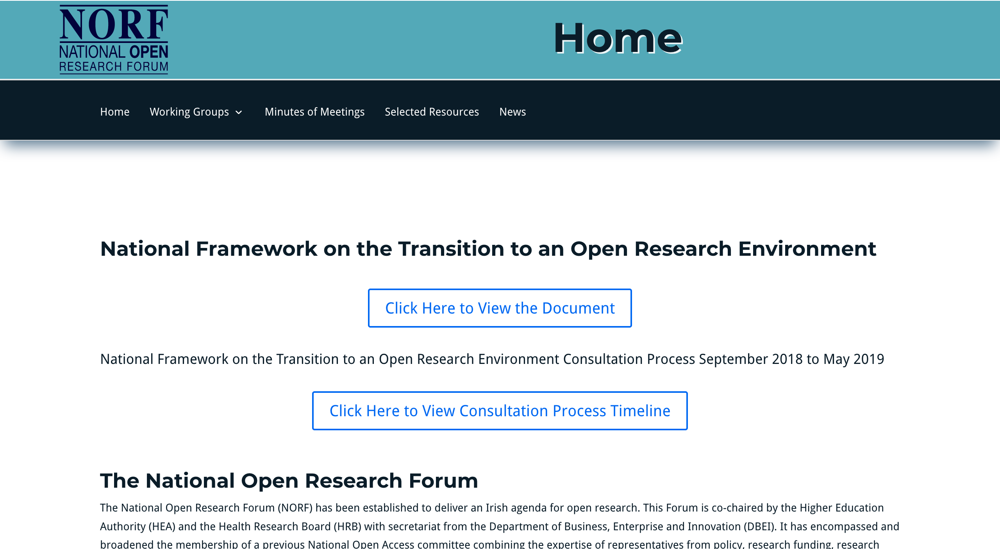 NORF
NATIONAL OPEN
RESEARCH FORUM
Home
Home Working Groups Minutes of Meetings Selected Resources News
National Framework on the Transition to an Open Research Environment
Click Here to View the Document
National Framework on the Transition to an Open Research Environment Consultation Process September 2018 to May 2019
Click Here to View Consultation Process Timeline
The National Open Research Forum
The National Open Research Forum (NORF) has been established to deliver an Irish agenda for open research. This Forum is co-chaired by the Higher Education
Authority (HEA) and the Health Research Board (HRB) with secretariat from the Department of Business, Enterprise and Innovation (DBEI). It has encompassed and
broadened the membership of a previous National Open Access committee combining the expertise of representatives from policy, research funding, research